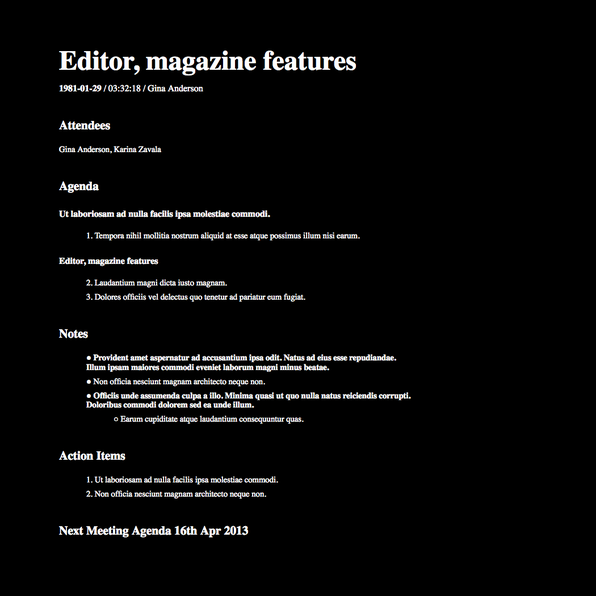 Editor, magazine features
1981-01-29 / 03:32:18 / Gina Anderson
Attendees
Gina Anderson, Karina Zavala
Agenda
Ut laboriosam ad nulla facilis ipsa molestiae commodi.
1. Tempora nihil mollitia nostrum aliquid at esse atque possimus illum nisi earum.
Editor, magazine features
2. Laudantium magni dicta iusto magnam.
3. Dolores officiis vel delectus quo tenetur ad pariatur eum fugiat.
Notes
● Provident amet aspernatur ad accusantium ipsa odit. Natus ad eius esse repudiandae.
Illum ipsam maiores commodi eveniet laborum magni minus beatae.
● Non officia nesciunt magnam architecto neque non.
● Officiis unde assumenda culpa a illo. Minima quasi ut quo nulla natus reiciendis corrupti.
Doloribus commodi dolorem sed ea unde illum.
○ Earum cupiditate atque laudantium consequuntur quas.
Action Items
1. Ut laboriosam ad nulla facilis ipsa molestiae commodi.
2. Non officia nesciunt magnam architecto neque non.
Next Meeting Agenda 16th Apr 2013